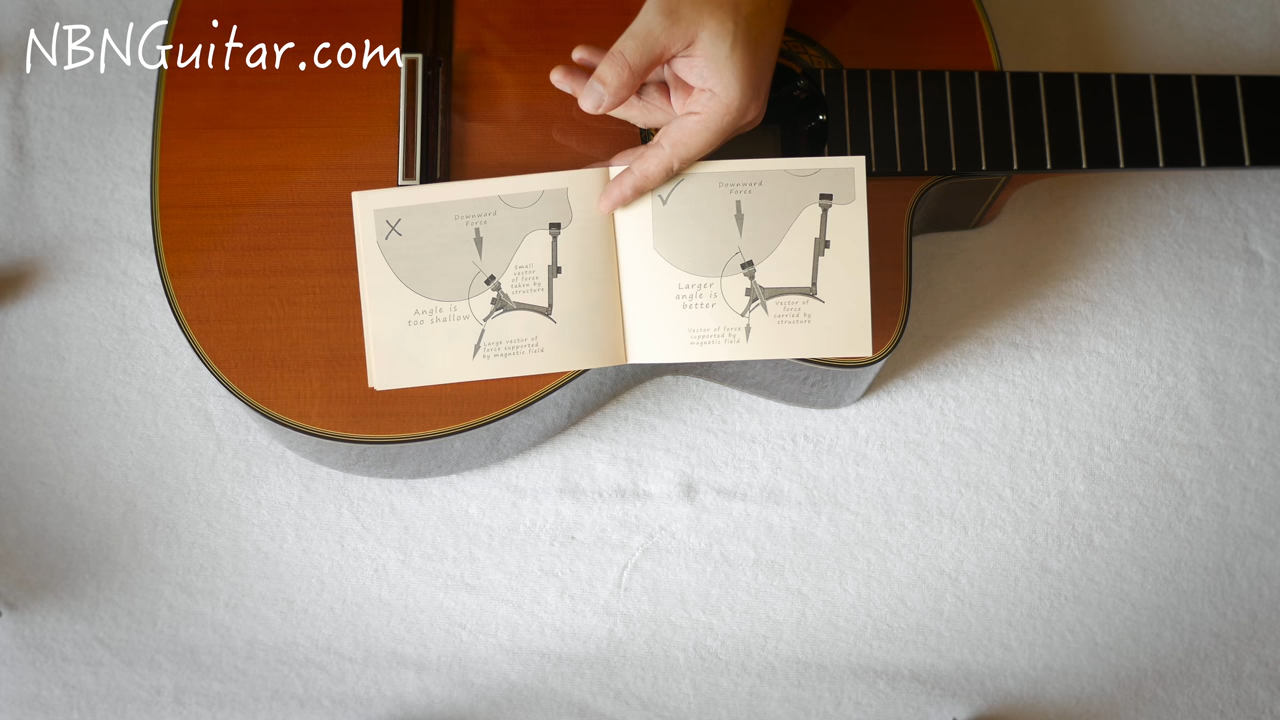 NBNGuitar.com
X
Downward
Force
Small
vector
of force
taken by
structure
Angle is
too shallow
Large vector of
force supported
by magnetic field
✓
Downward
Force
Larger
angle is
better
Vector of
force
carried by
structure
Vector of force
supported by
magnetic field